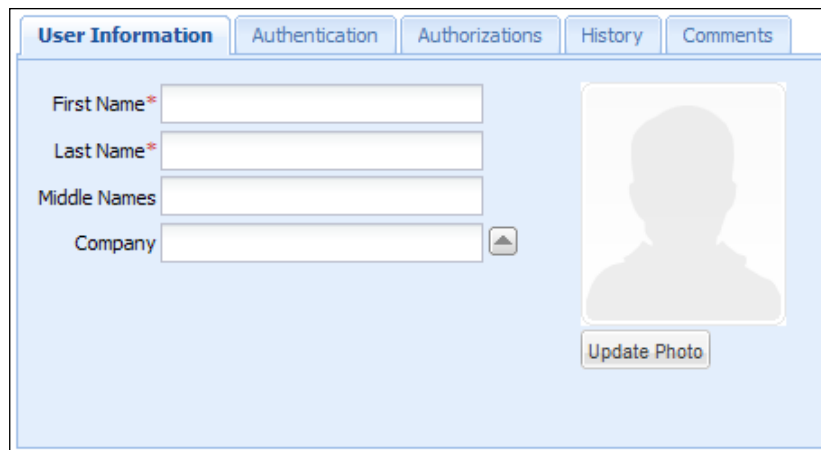 User Information Authentication Authorizations History Comments
First Name*
Last Name*
Middle Names
Company
Update Photo